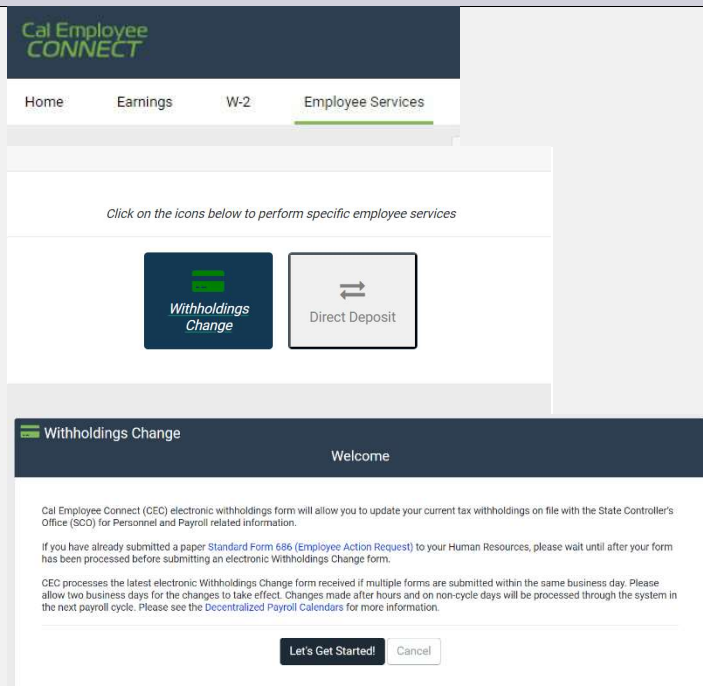 Cal Employee
CONNECT
Home Earnings W-2 Employee Services
Click on the icons below to perform specific employee services
Withholdings
Change
Direct Deposit
Withholdings Change
Welcome
Cal Employee Connect (CEC) electronic withholdings form will allow you to update your current tax withholdings on file with the State Controller's
Office (SCO) for Personnel and Payroll related information.
If you have already submitted a paper Standard Form 686 (Employee Action Request) to your Human Resources, please wait until after your form
has been processed before submitting an electronic Withholdings Change form.
CEC processes the latest electronic Withholdings Change form received if multiple forms are submitted within the same business day. Please
allow two business days for the changes to take effect. Changes made after hours and on non-cycle days will be processed through the system in
the next payroll cycle. Please see the Decentralized Payroll Calendars for more information.
Let's Get Started! Cancel